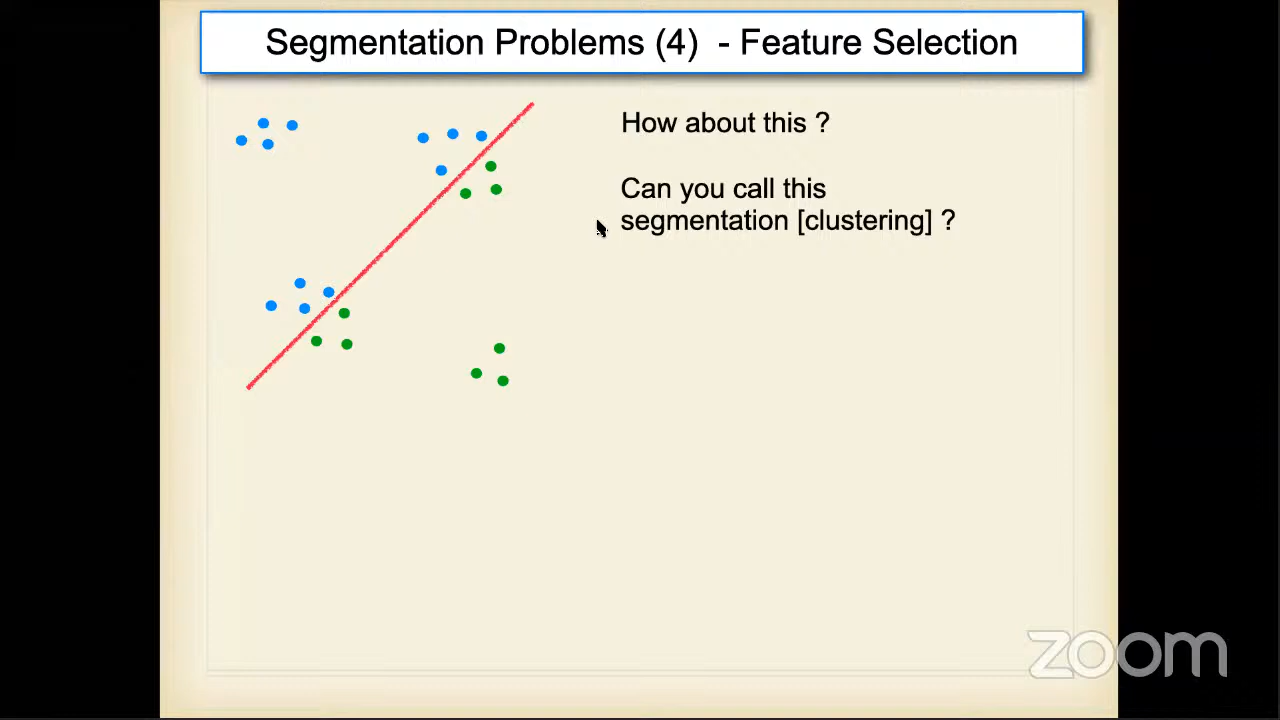 Segmentation Problems (4) - Feature Selection
How about this ?
Can you call this
segmentation [clustering] ?
zoom